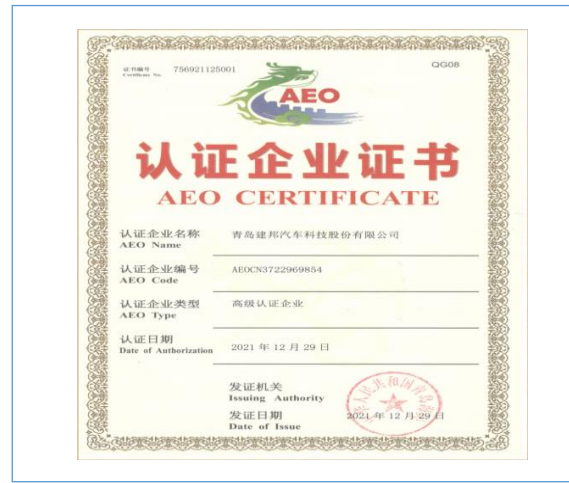 证书编号
Certificate No.
756921125001
QG08
AEO
认证企业证书
AEO CERTIFICATE
认证企业名称
青岛建邦汽车科技股份有限公司
AEO Name
认证企业编号
AEOCN3722969854
AEO Code
认证企业类型
高级认证企业
AEO Type
认证日期
2021 年 12 月 29 日
Date of Authorization
发证机关
Issuing Authority
发证日期
2021 年 12 月 29 日
Date of Issue